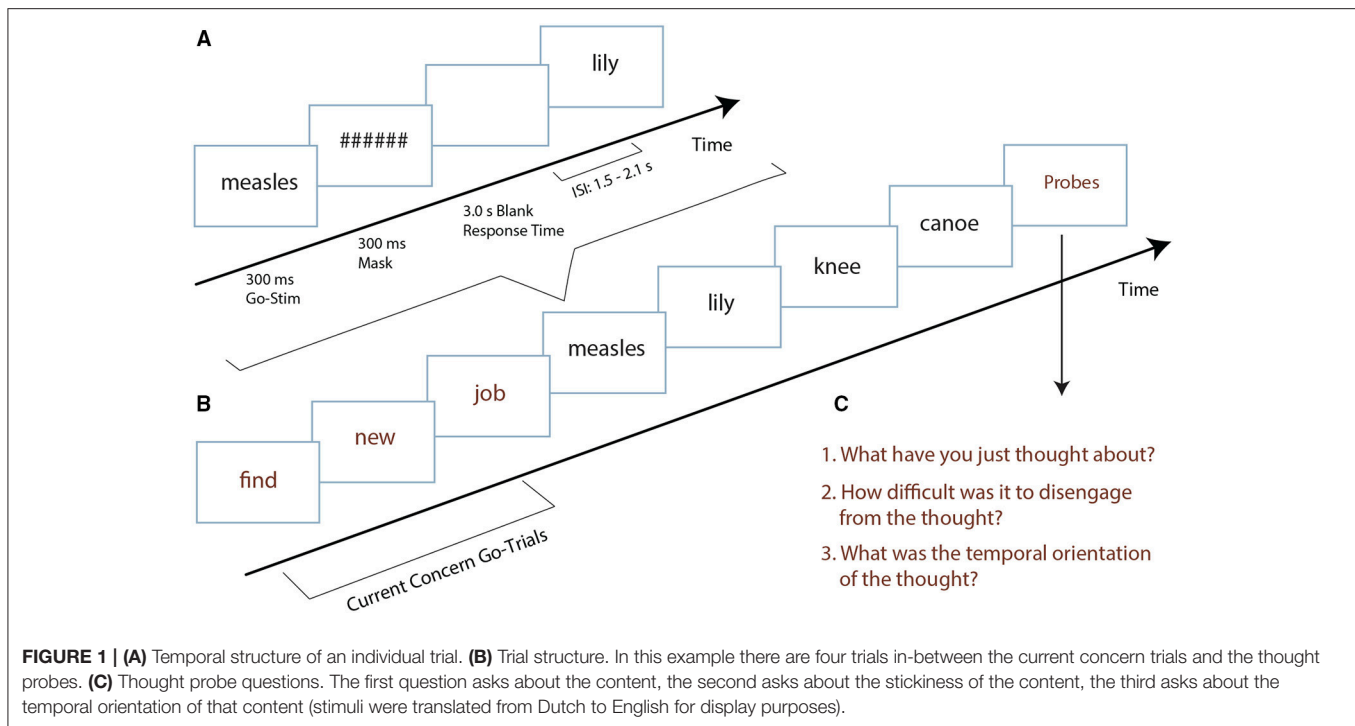 A
lily
######
measles
Time
ISI: 1.5 - 2.1 s
3.0 s Blank
Response Time
300 ms
Mask
300 ms
Go-Stim
Probes
canoe
knee
lily
measles
Time
job
new
find
B
Current Concern Go-Trials
C
1. What have you just thought about?
2. How difficult was it to disengage
from the thought?
3. What was the temporal orientation
of the thought?
FIGURE 1 | (A) Temporal structure of an individual trial. (B) Trial structure. In this example there are four trials in-between the current concern trials and the thought
probes. (C) Thought probe questions. The first question asks about the content, the second asks about the stickiness of the content, the third asks about the
temporal orientation of that content (stimuli were translated from Dutch to English for display purposes).